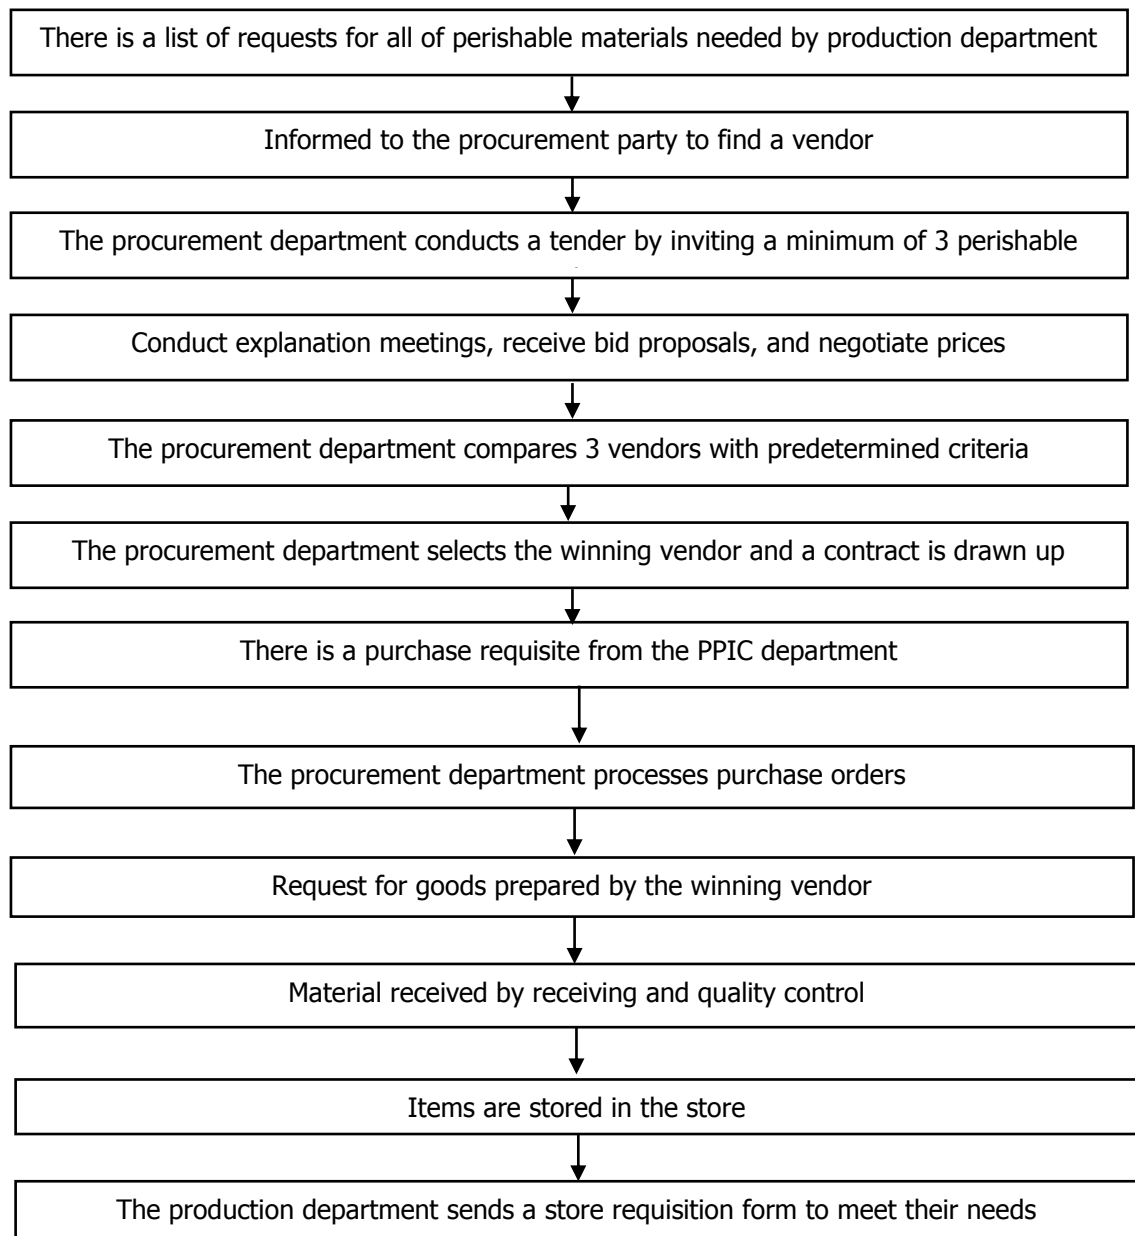 There is a list of requests for all of perishable materials needed by production department
Informed to the procurement party to find a vendor
The procurement department conducts a tender by inviting a minimum of 3 perishable
Conduct explanation meetings, receive bid proposals, and negotiate prices
The procurement department compares 3 vendors with predetermined criteria
The procurement department selects the winning vendor and a contract is drawn up
There is a purchase requisite from the PPIC department
The procurement department processes purchase orders
Request for goods prepared by the winning vendor
Material received by receiving and quality control
Items are stored in the store
The production department sends a store requisition form to meet their needs